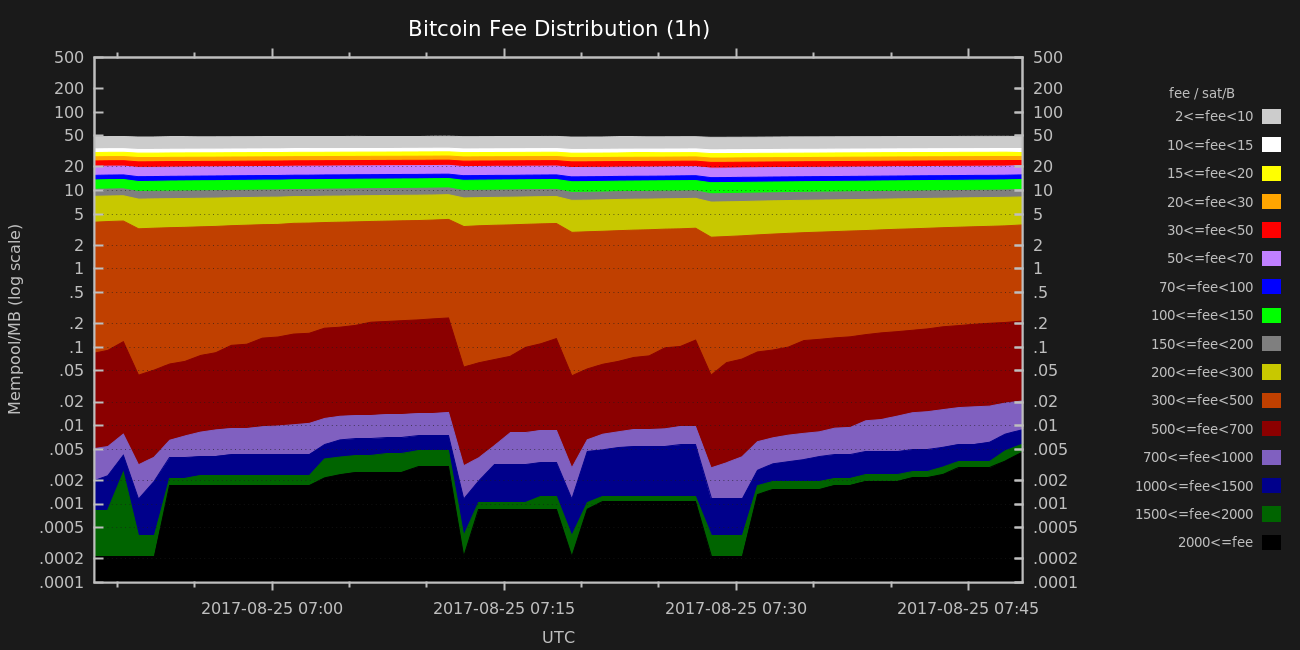 Bitcoin Fee Distribution (1h)
500
200
100
50
20
10
5
2
1
.5
.2
.1
.05
.02
.01
.005
.002
.001
.0005
.0002
.0001
Mempool/MB (log scale)
500
200
100
50
20
10
5
2
1
.5
.2
.1
.05
.02
.01
.005
.002
.001
.0005
.0002
.0001
2017-08-25 07:00
2017-08-25 07:15
2017-08-25 07:30
2017-08-25 07:45
UTC
fee / sat/B
2<=fee<10
10<=fee<15
15<=fee<20
20<=fee<30
30<=fee<50
50<=fee<70
70<=fee<100
100<=fee<150
150<=fee<200
200<=fee<300
300<=fee<500
500<=fee<700
700<=fee<1000
1000<=fee<1500
1500<=fee<2000
2000<=fee